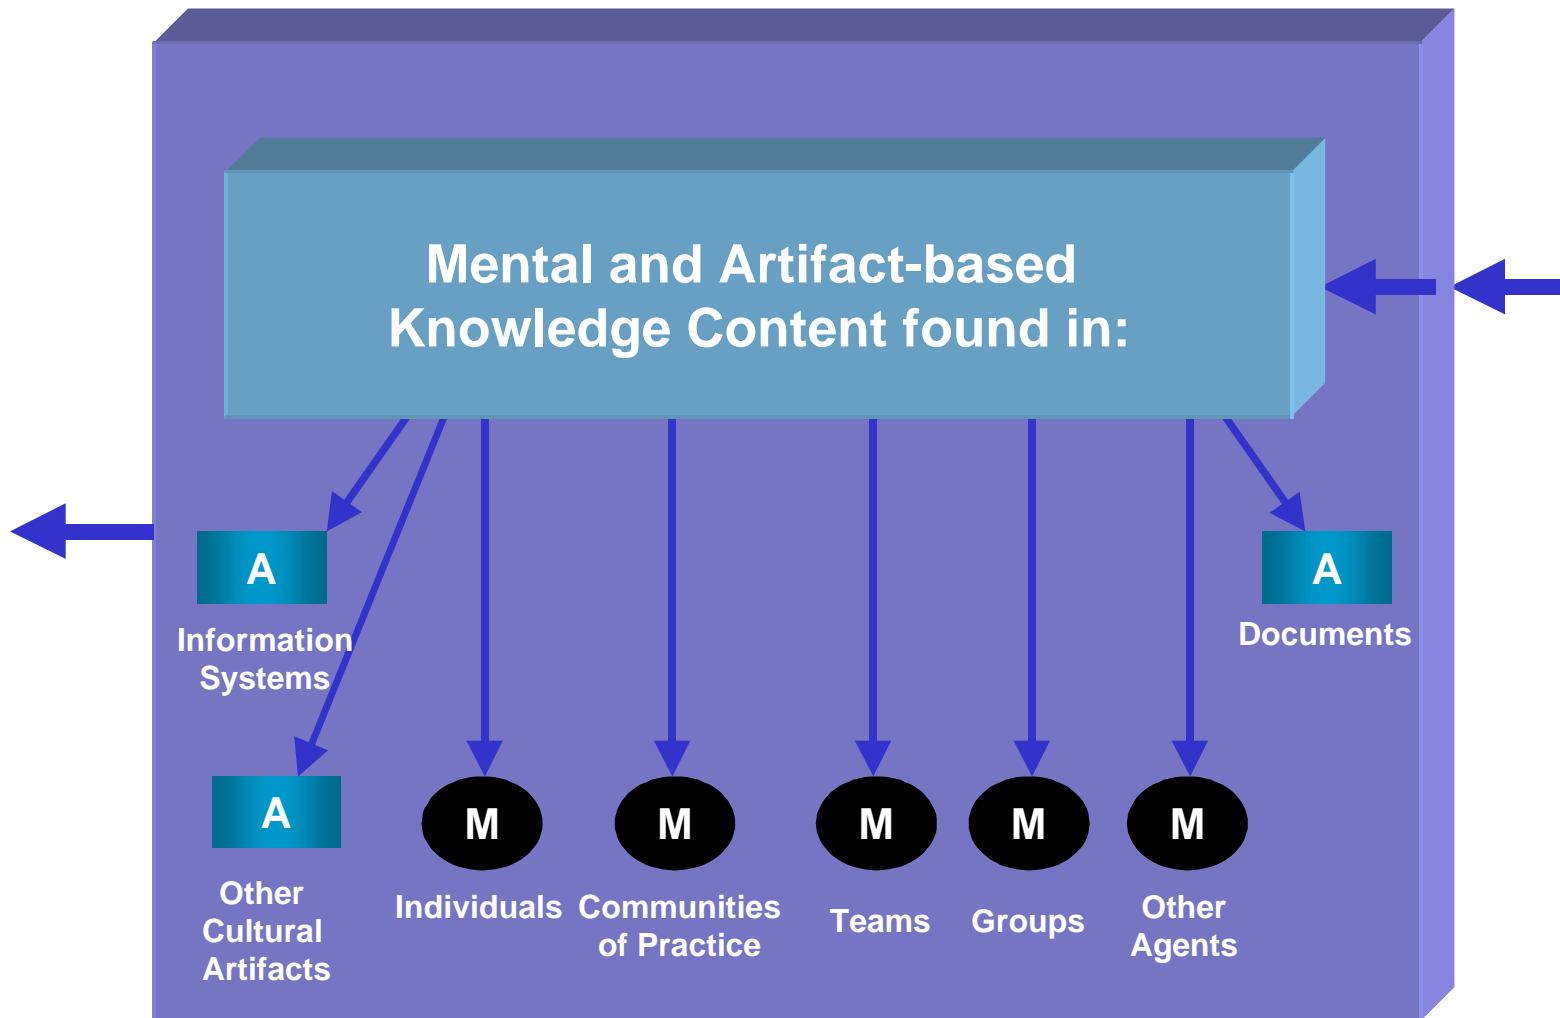 Mental and Artifact-based
Knowledge Content found in:
A
Information
Systems
A
Documents
A
Other
Cultural
Artifacts
M
Individuals
M
Communities
of Practice
M
Teams
M
Groups
M
Other
Agents